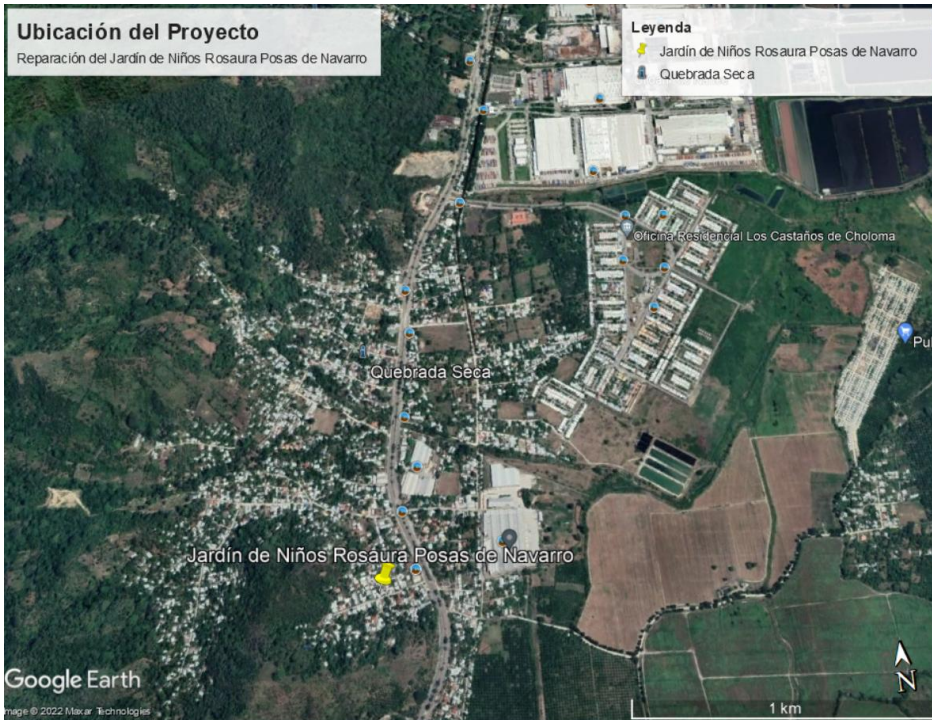 Ubicación del Proyecto
Reparación del Jardín de Niños Rosaura Posas de Navarro
Leyenda
Jardín de Niños Rosaura Posas de Navarro
Quebrada Seca
Oficina Residencial Los Castaños de Choloma
Pul
Quebrada Seca
Jardín de Niños Rosaura Posas de Navarro
Google Earth
Image © 2022 Maxar Technologies
1 km
N